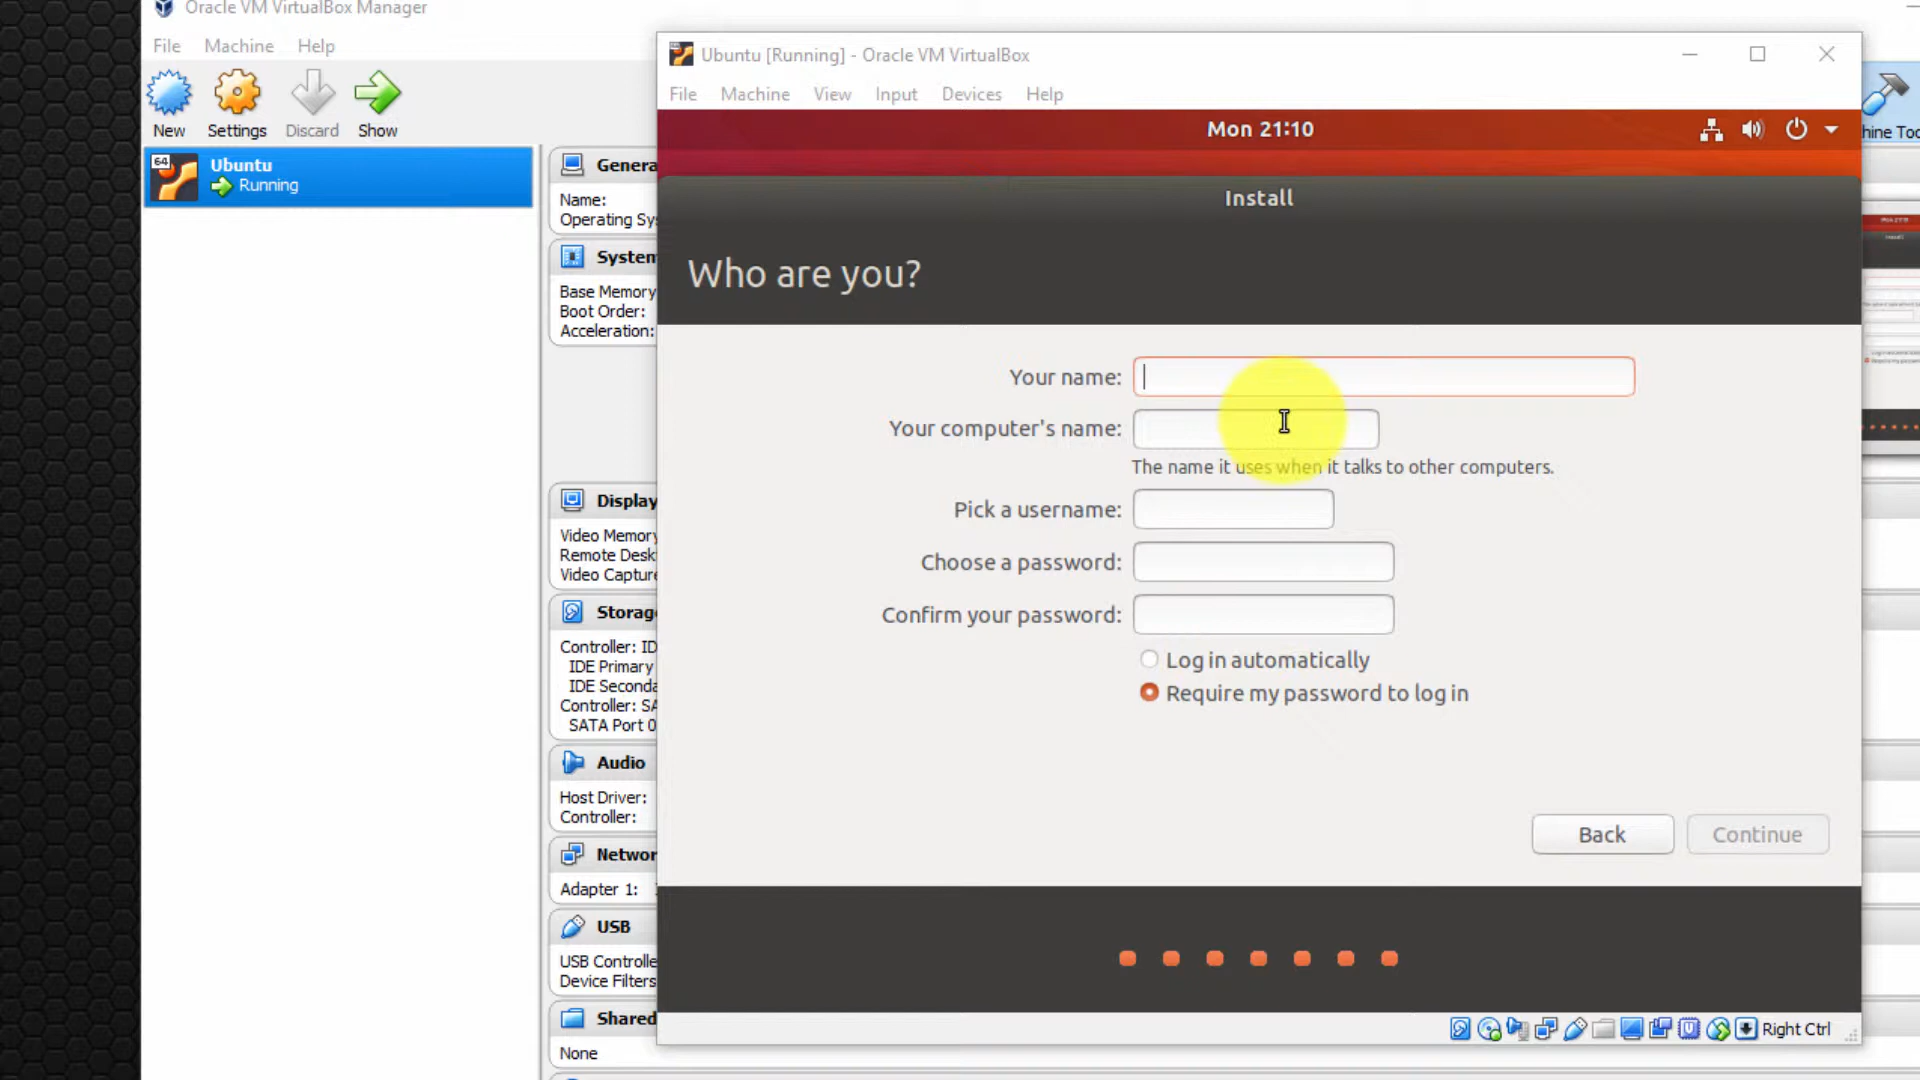 Oracle VM VirtualBox Manager
File Machine Help
New Settings Discard Show
64
Ubuntu
Running
Genera
Name:
Operating Sy
System
Base Memory
Boot Order:
Acceleration:
Display
Video Memory
Remote Desk
Video Capture
Storag
Controller: ID
IDE Primary
IDE Seconda
Controller: SA
SATA Port 0
Audio
Host Driver:
Controller:
Networ
Adapter 1:
USB
USB Controlle
Device Filters
Shared
None
Ubuntu [Running] - Oracle VM VirtualBox
File Machine View Input Devices Help
Mon 21:10
Install
Who are you?
Your name:
Your computer's name:
The name it uses when it talks to other computers.
Pick a username:
Choose a password:
Confirm your password:
Log in automatically
Require my password to log in
Back Continue
Right Ctrl
hine Too